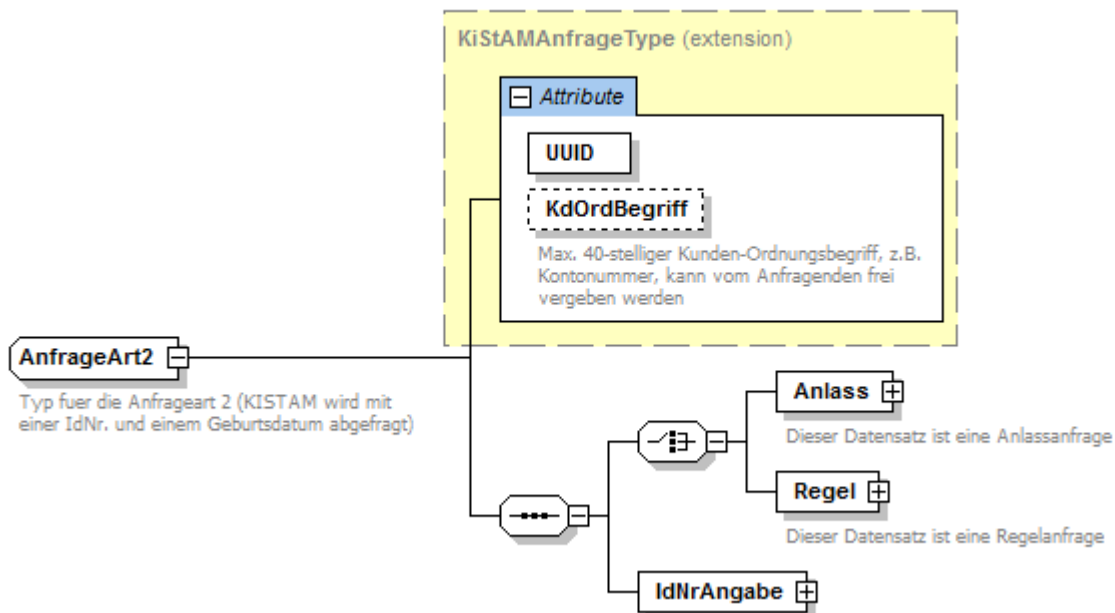 KiStAMAnfrageType (extension)
Attribute
UUID
KdOrdBegriff
Max. 40-stelliger Kunden-Ordnungsbegriff, z.B.
Kontonummer, kann vom Anfragenden frei
vergeben werden
AnfrageArt2
Typ fuer die Anfrageart 2 (KISTAM wird mit
einer IdNr. und einem Geburtsdatum abgefragt)
Anlass
Dieser Datensatz ist eine Anlassanfrage
Regel
Dieser Datensatz ist eine Regelanfrage
IdNrAngabe